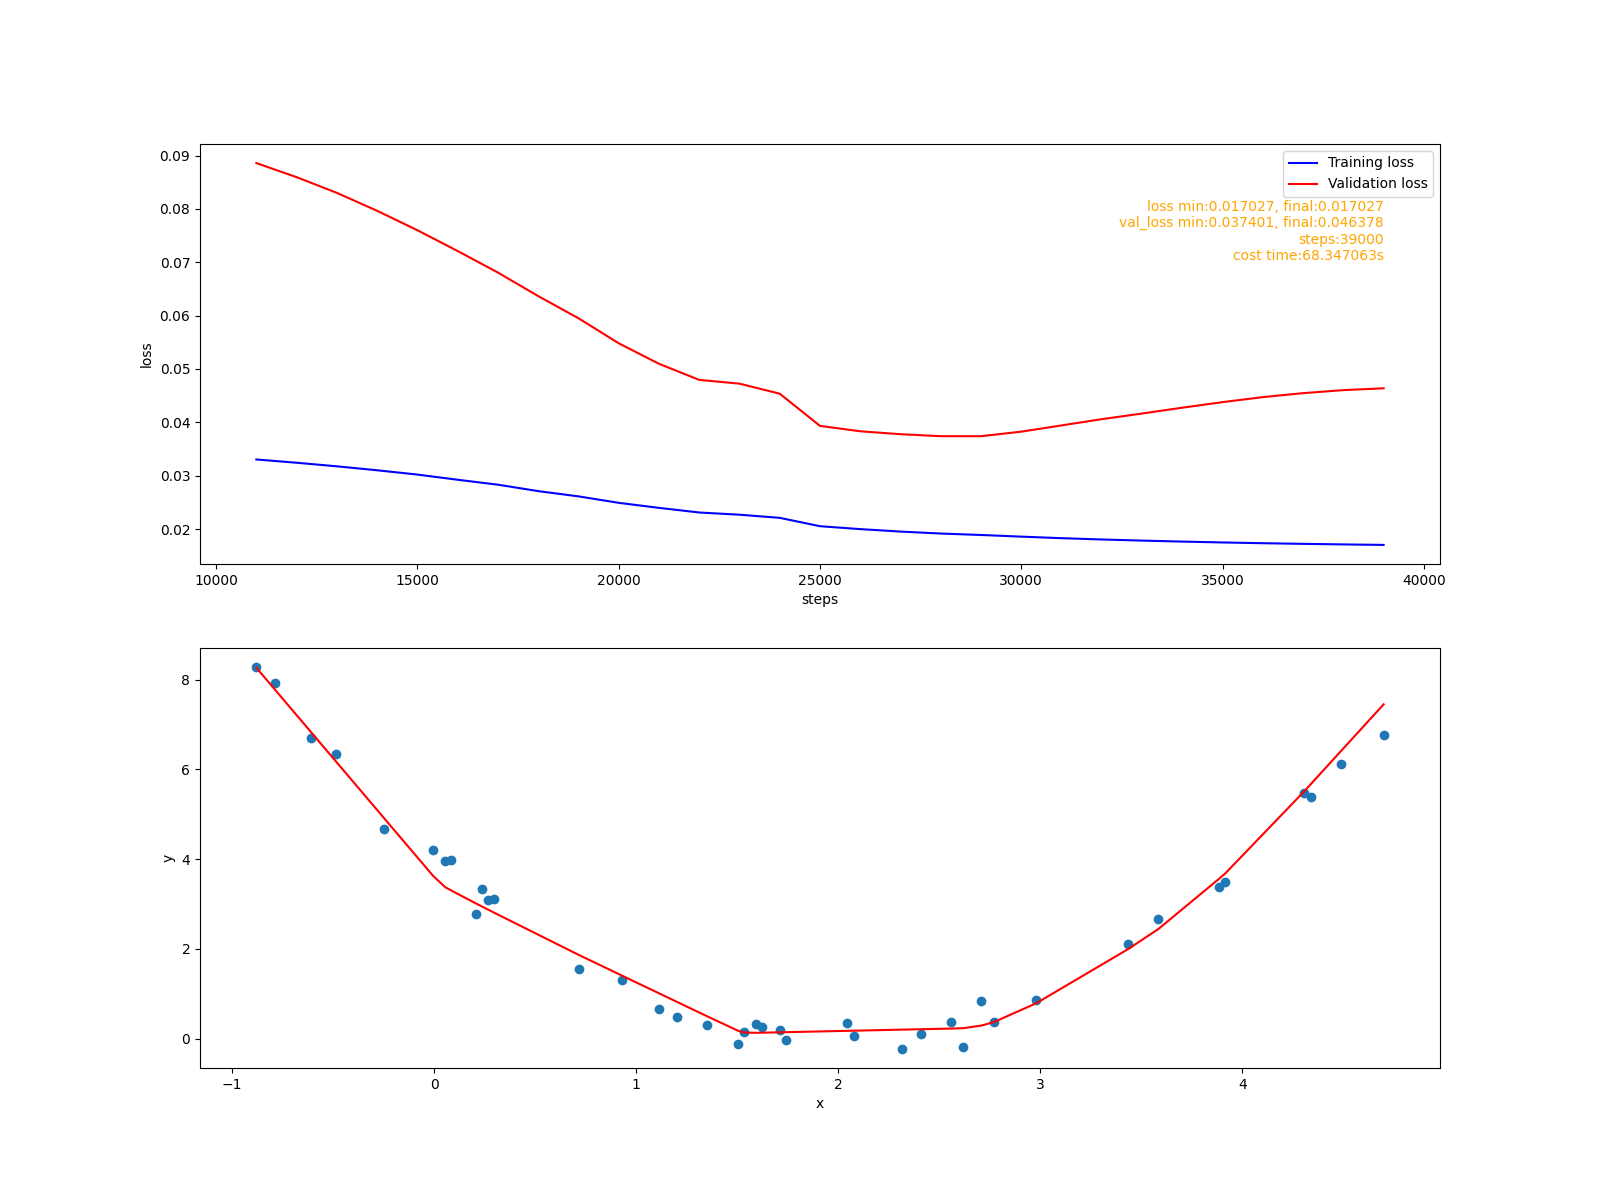 0.09
0.08
0.07
0.06
0.05
0.04
0.03
0.02
loss
Training loss
Validation loss
loss min:0.017027, final:0.017027
val_loss min:0.037401, final:0.046378
steps:39000
cost time:68.347063s
10000 15000 20000 25000 30000 35000 40000
steps
8
6
4
2
0
y
−1 0 1 2 3 4
x